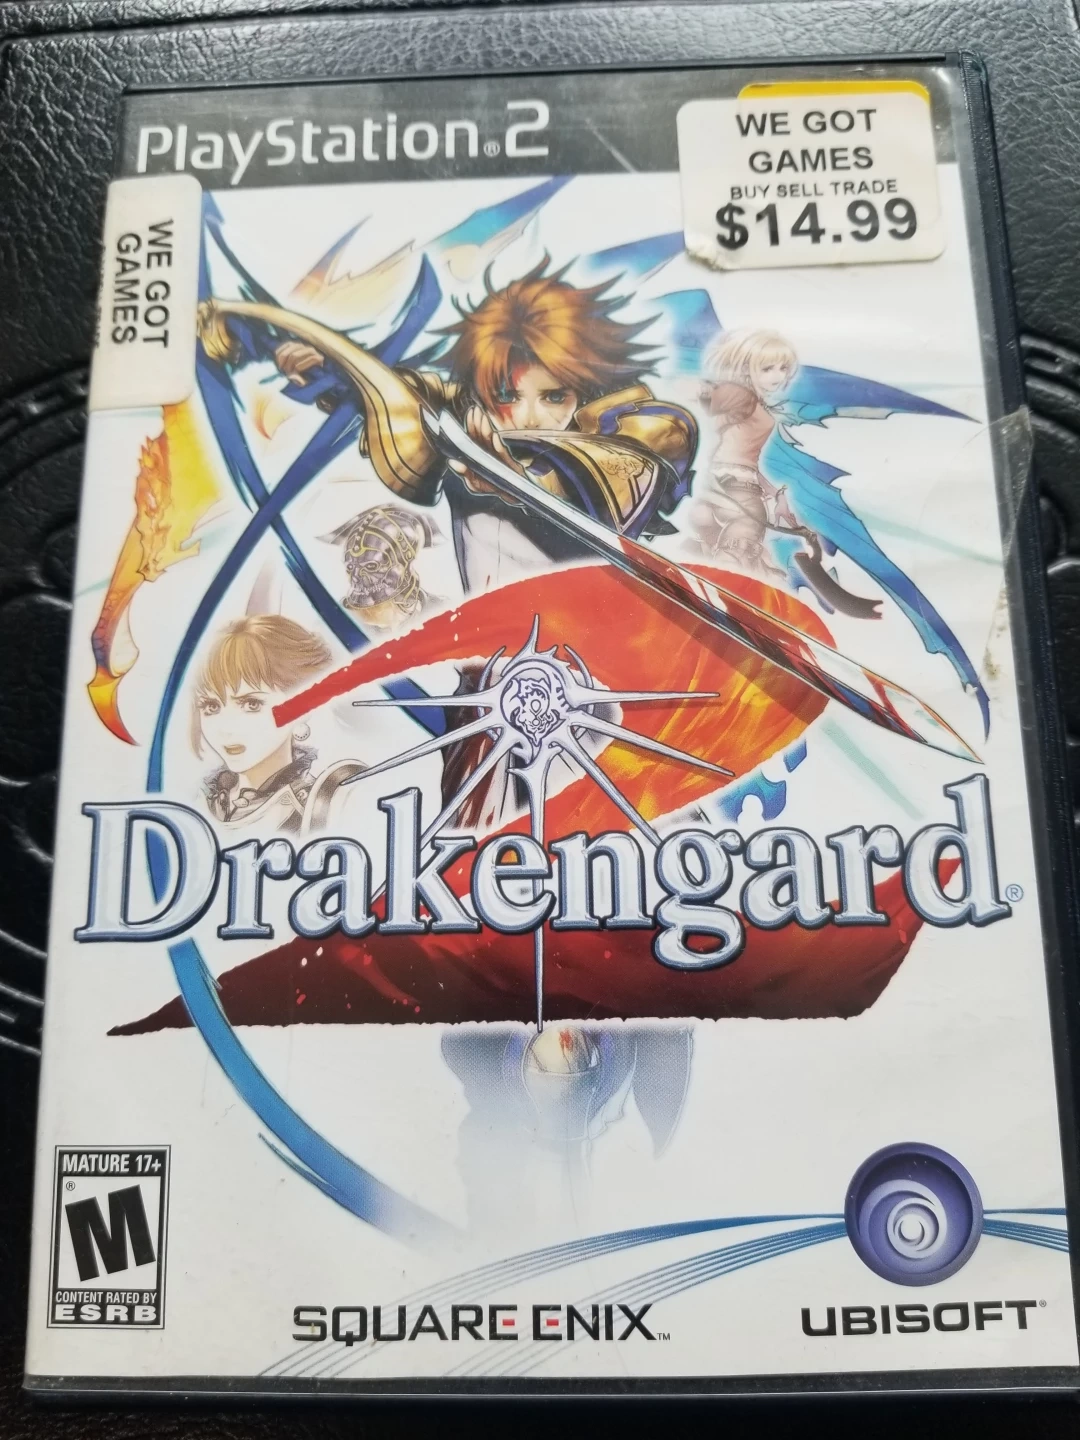 PlayStation®2
WE GOT
GAMES
BUY SELL TRADE
$14.99
WE GOT
GAMES
Drakengard®
2
MATURE 17+
M®
CONTENT RATED BY
ESRB
SQUARE ENIX™
UBISOFT®